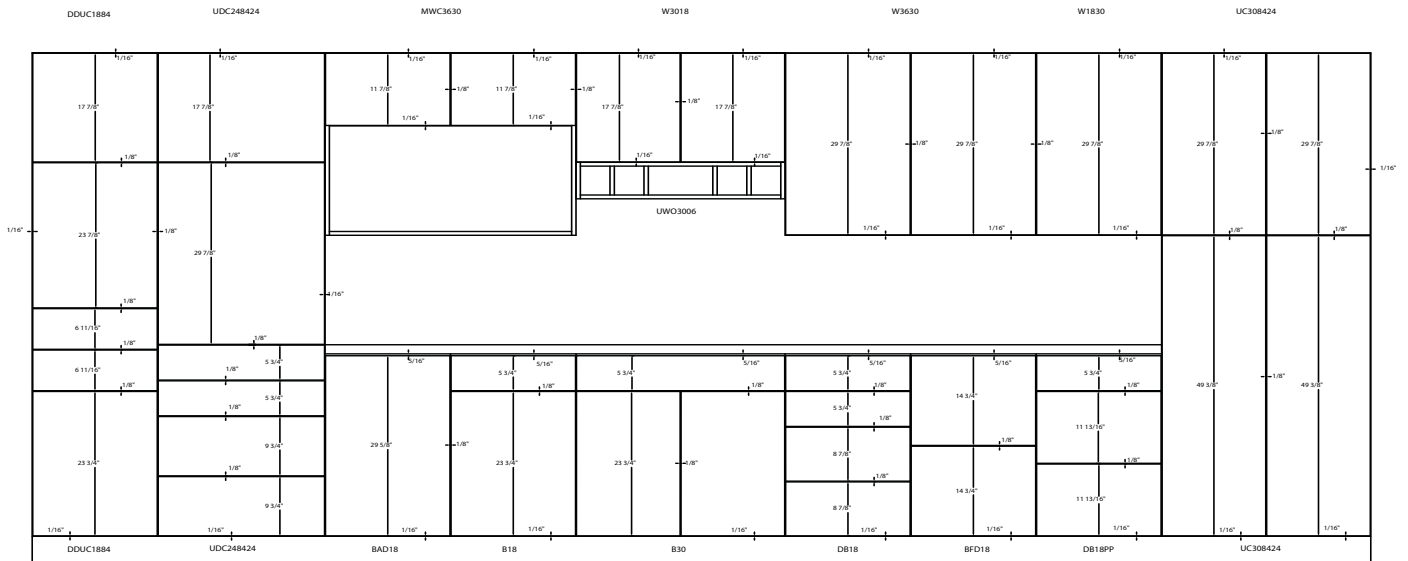 DDUC1884 UDC248424 MWC3630 W3018 W3630 W1830 UC308424
1/16" 1/16" 1/16" 1/16" 1/16" 1/16" 1/16" 1/16" 1/16" 1/16"
11 7/8" 1/8" 11 7/8" 1/8"
17 7/8" 17 7/8" 17 7/8" 1/8" 17 7/8"
1/16" 1/16"
29 7/8" 1/8" 29 7/8" 1/8" 29 7/8" 29 7/8" 1/8" 29 7/8"
1/8" 1/8" 1/16" 1/16"
1/16"
UWO3006
1/16" 23 7/8" 1/8" 1/16" 1/16" 1/16" 1/8" 1/8"
29 7/8"
1/16"
1/8"
6 11/16"
1/8"
1/8"
5 3/4" 5/16" 5/16" 5/16" 5/16" 5/16" 5/16"
6 11/16" 1/8" 5 3/4" 5 3/4" 5 3/4" 5 3/4" 1/8"
1/8" 1/8" 1/8" 1/8" 1/8" 49 3/8" 49 3/8"
5 3/4" 14 3/4"
1/8" 5 3/4"
1/8" 11 13/16"
9 3/4" 29 5/8" 1/8" 1/8"
8 7/8"
23 3/4" 1/8" 23 3/4" 23 3/4" 1/8" 1/8"
1/8"
14 3/4"
11 13/16"
9 3/4" 8 7/8"
1/16" 1/16" 1/16" 1/16" 1/16" 1/16" 1/16" 1/16" 1/16" 1/16"
DDUC1884 UDC248424 BAD18 B18 B30 DB18 BFD18 DB18PP UC308424